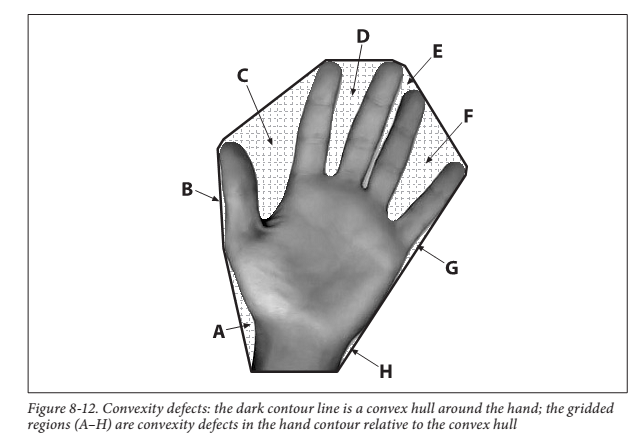 D
E
C
F
B
G
A
H
Figure 8-12. Convexity defects: the dark contour line is a convex hull around the hand; the gridded
regions (A–H) are convexity defects in the hand contour relative to the convex hull